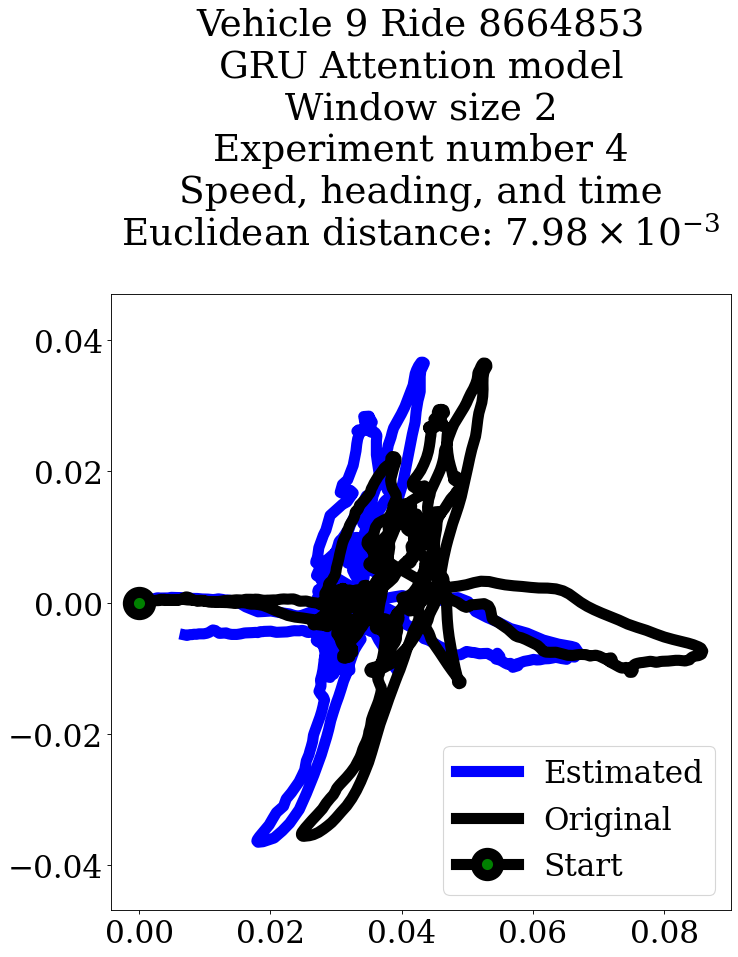 Vehicle 9 Ride 8664853
GRU Attention model
Window size 2
Experiment number 4
Speed, heading, and time
Euclidean distance: 7.98 × 10⁻³
0.04
0.02
0.00
−0.02
−0.04
Estimated
Original
Start
0.00 0.02 0.04 0.06 0.08